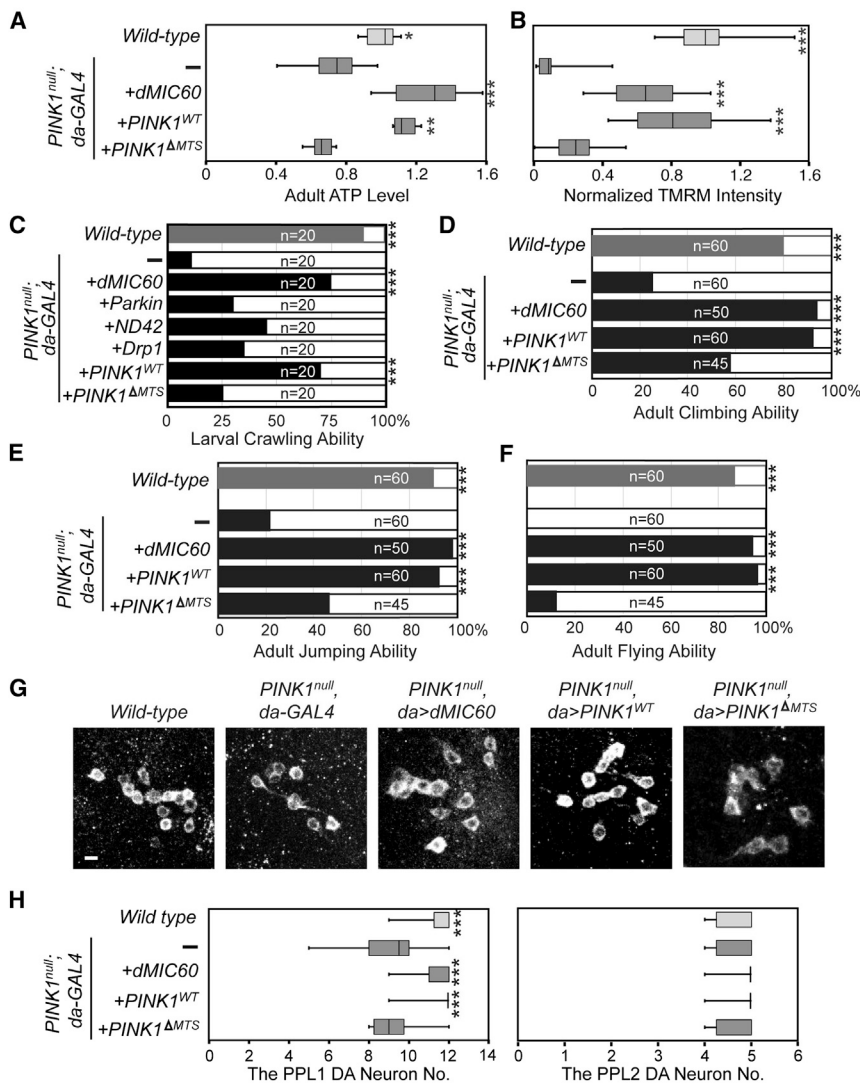 A
Wild-type
PINK1null, da-GAL4
—
+dMIC60
+PINK1WT
+PINK1ΔMTS
*
***
**
0 0.4 0.8 1.2 1.6
Adult ATP Level
B
***
***
***
0 0.4 0.8 1.2 1.6
Normalized TMRM Intensity
C
Wild-type
PINK1null, da-GAL4
—
+dMIC60
+Parkin
+ND42
+Drp1
+PINK1WT
+PINK1ΔMTS
n=20 ***
n=20
n=20 ***
n=20
n=20
n=20
n=20 ***
n=20
0 25 50 75 100%
Larval Crawling Ability
D
Wild-type
PINK1null, da-GAL4
—
+dMIC60
+PINK1WT
+PINK1ΔMTS
n=60 ***
n=60
n=50 ***
n=60 ***
n=45
0 20 40 60 80 100%
Adult Climbing Ability
E
Wild-type
PINK1null, da-GAL4
—
+dMIC60
+PINK1WT
+PINK1ΔMTS
n=60 ***
n=60
n=50 ***
n=60 ***
n=45
0 20 40 60 80 100%
Adult Jumping Ability
F
n=60 ***
n=60
n=50 ***
n=60 ***
n=45
0 20 40 60 80 100%
Adult Flying Ability
G
Wild-type
PINK1null, da-GAL4
PINK1null, da>dMIC60
PINK1null, da>PINK1WT
PINK1null, da>PINK1ΔMTS
H
Wild type
PINK1null, da-GAL4
—
+dMIC60
+PINK1WT
+PINK1ΔMTS
***
***
***
0 2 4 6 8 10 12 14
The PPL1 DA Neuron No.
0 1 2 3 4 5 6
The PPL2 DA Neuron No.